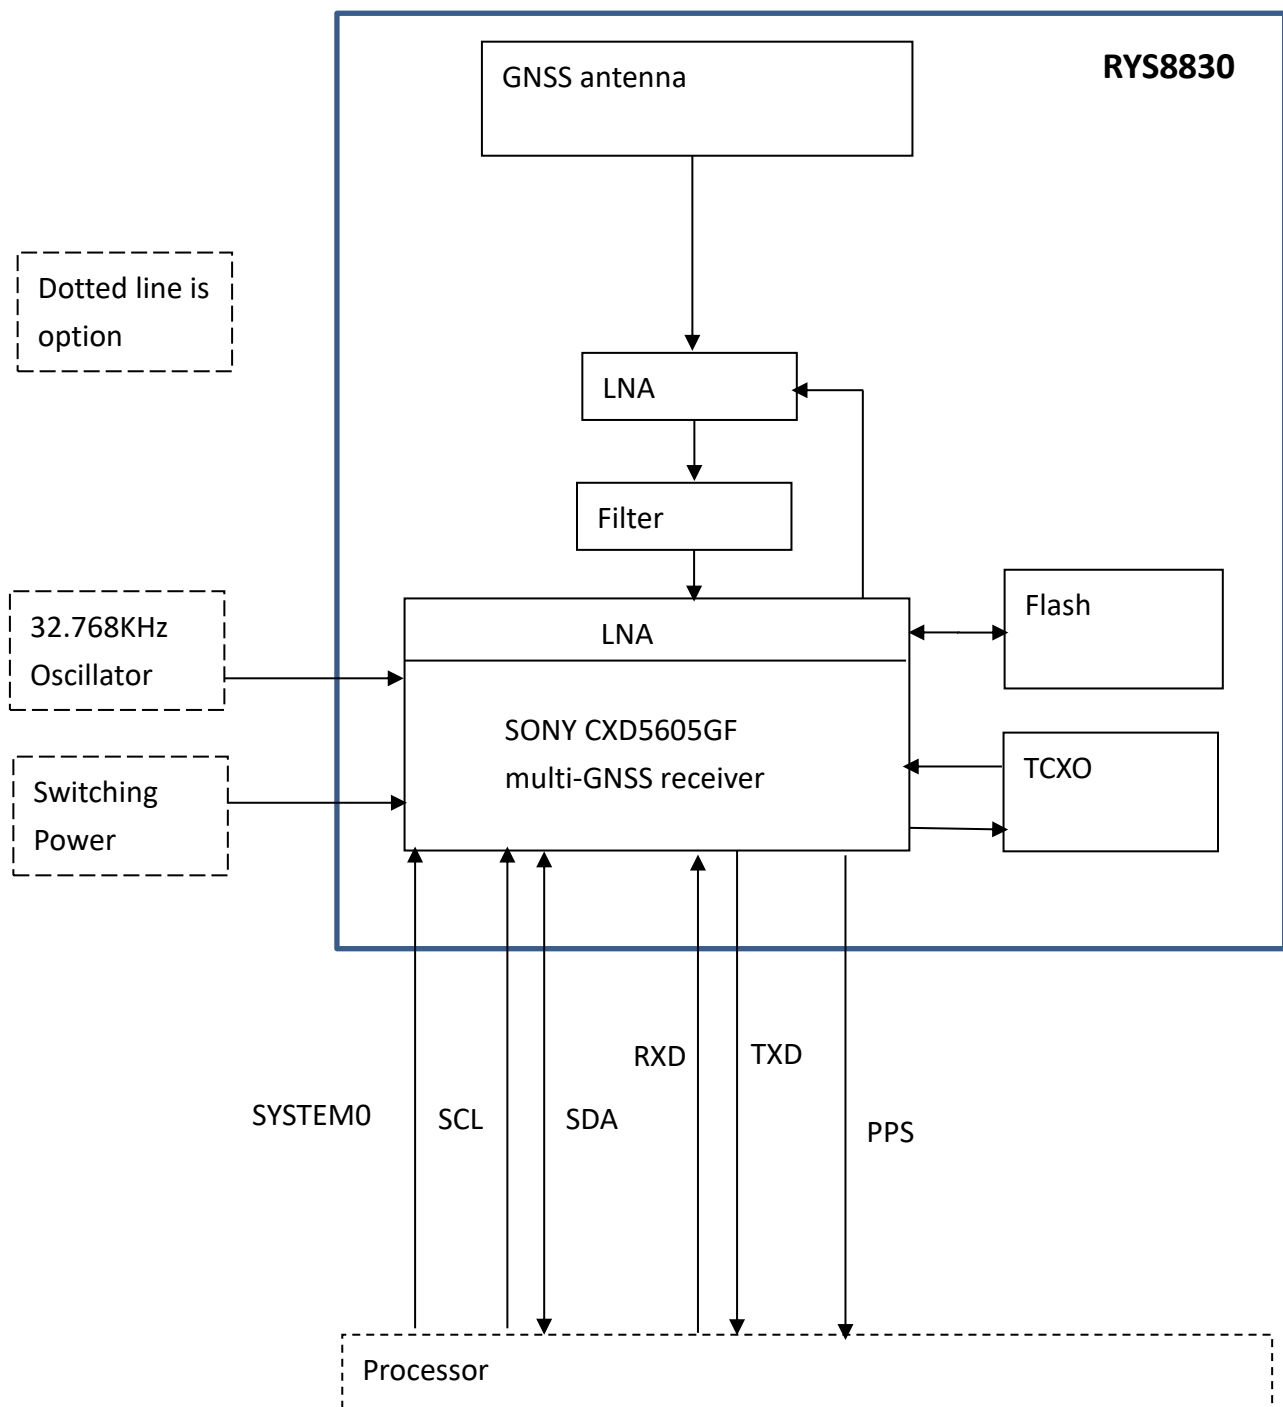 RYS8830
GNSS antenna
Dotted line is
option
LNA
Filter
32.768KHz
Oscillator
LNA
Flash
SONY CXD5605GF
multi-GNSS receiver
TCXO
Switching
Power
SYSTEM0
SCL
SDA
RXD
TXD
PPS
Processor